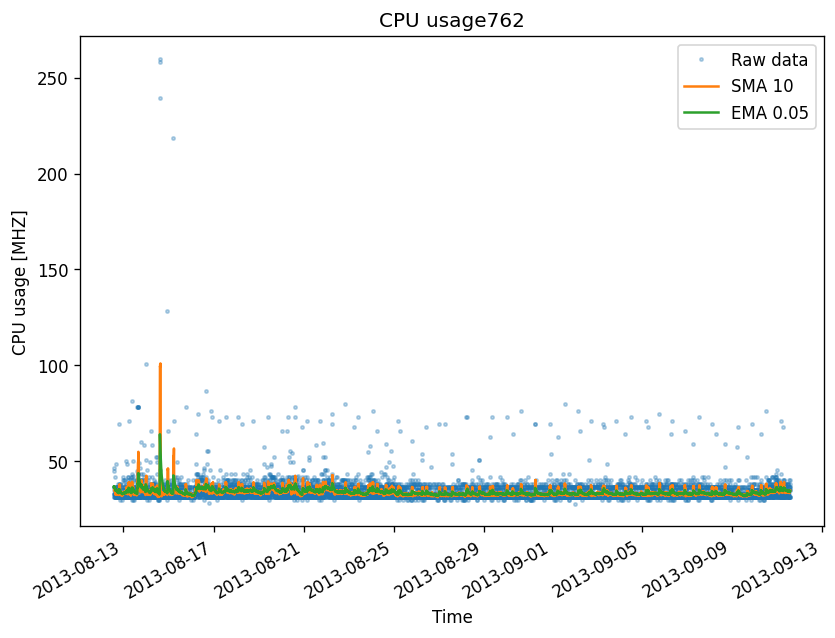 CPU usage762
Raw data
SMA 10
EMA 0.05
CPU usage [MHZ]
250
200
150
100
50
2013-08-13
2013-08-17
2013-08-21
2013-08-25
2013-08-29
2013-09-01
2013-09-05
2013-09-09
2013-09-13
Time